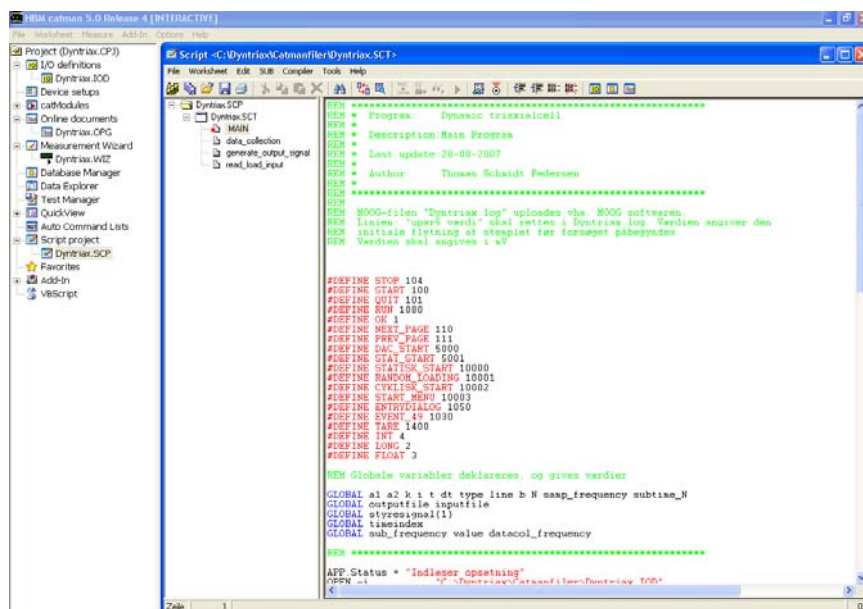 HBM catman 5.0 Release 4 [INTERACTIVE]
File Worksheet Measure Add-In Options Help
Project (Dyntriax.CPJ)
I/O definitions
Dyntriax.IOD
Device setups
catModules
Online documents
Dyntriax.OPG
Measurement Wizard
Dyntriax.WIZ
Database Manager
Data Explorer
Test Manager
QuickView
Auto Command Lists
Script project
Dyntriax.SCP
Favorites
Add-In
VBScript
Script <C:\Dyntriax\Catmanfiler\Dyntriax.SCT>
File Worksheet Edit SUB Compiler Tools Help
Dyntriax.SCP
Dyntriax.SCT
MAIN
data_collection
generate_output_signal
read_load_input
REM * Program: Dynamic triaxialcell
REM *
REM * Description: Main Program
REM *
REM * Last update 28-08-2007
REM *
REM * Author: Thomas Schmidt Pedersen
REM *
REM
REM MOOG-filen "Dyntriax log" uploades vha. MOOG softwaren
REM Linien: "upar5 værdi" skal rettes i Dyntriax log. Værdien angiver den
REM initiale flytning af stemplet før forsøget påbegyndes
REM Værdien skal angives i mV
#DEFINE STOP 104
#DEFINE START 100
#DEFINE QUIT 101
#DEFINE RUN 1000
#DEFINE OK 1
#DEFINE NEXT_PAGE 110
#DEFINE PREV_PAGE 111
#DEFINE DAC_START 5000
#DEFINE STAT_START 5001
#DEFINE STATISK_START 10000
#DEFINE RANDOM_LOADING 10001
#DEFINE CYKLISK_START 10002
#DEFINE START_MENU 10003
#DEFINE ENTRYDIALOG 1050
#DEFINE EVENT_49 1030
#DEFINE TARE 1400
#DEFINE INT 4
#DEFINE LONG 2
#DEFINE FLOAT 3
REM Globale variabler deklareres, og gives værdier
GLOBAL a1 a2 k i t dt type line b N samp_frequency subtime_N
GLOBAL outputfile inputfile
GLOBAL styresignal(1)
GLOBAL timeindex
GLOBAL sub_frequency value datacol_frequency
APP.Status = "Indlæser opsætning"
OPEN -i "C:\Dyntriax\Catmanfiler\Dyntriax.IOD"
Zeile 1